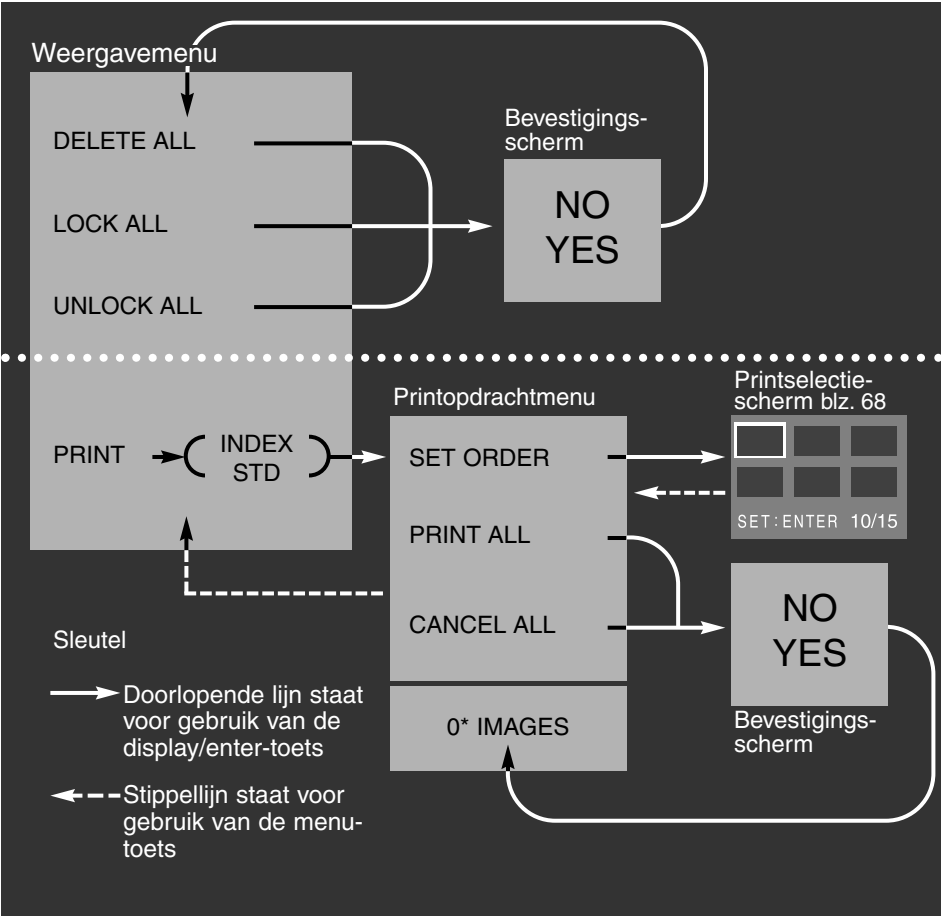 Weergavemenu
DELETE ALL
LOCK ALL
UNLOCK ALL
Bevestigings-
scherm
NO
YES
PRINT
INDEX
STD
Printopdrachtmenu
SET ORDER
PRINT ALL
CANCEL ALL
0* IMAGES
Printselectie-
scherm blz. 68
SET:ENTER 10/15
NO
YES
Bevestigings-
scherm
Sleutel
Doorlopende lijn staat
voor gebruik van de
display/enter-toets
Stippellijn staat voor
gebruik van de menu-
toets